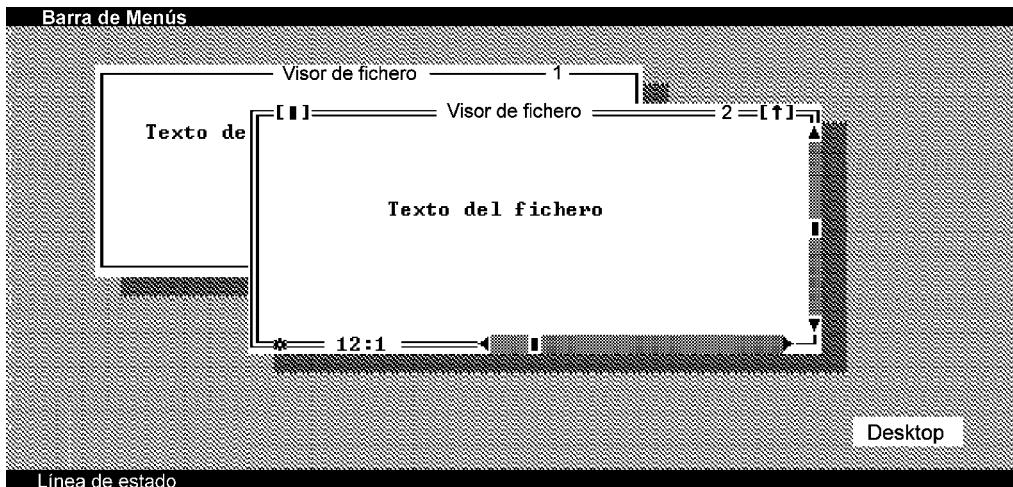 Barra de Menús
Visor de fichero 1
[▮] Visor de fichero 2 [↑]
Texto de
Texto del fichero
12:1
Desktop
Línea de estado